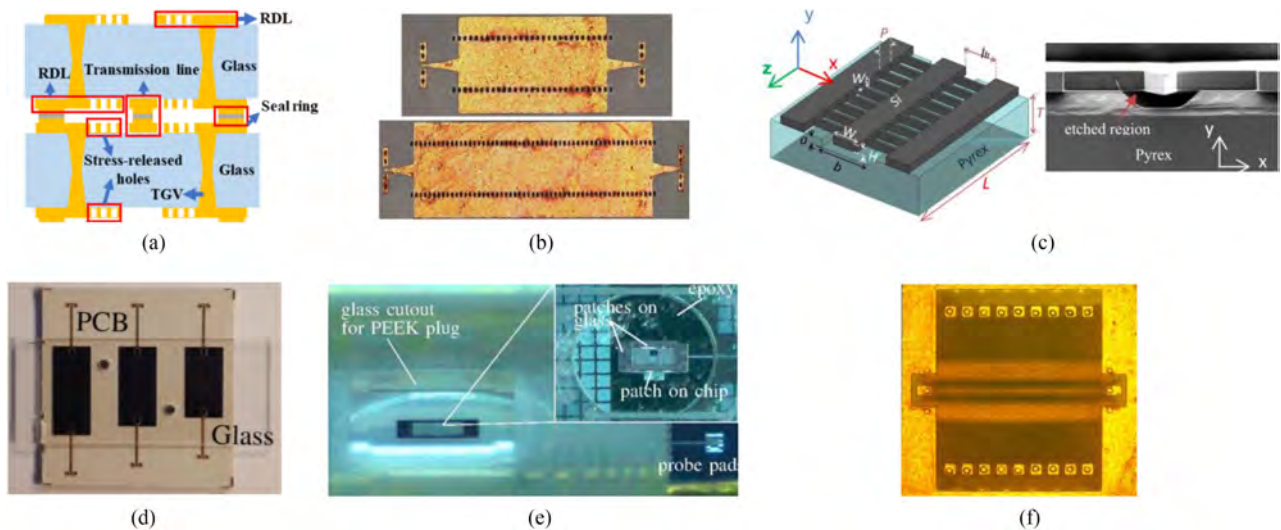 RDL
RDL
Transmission line
Glass
Seal ring
Stress-released
holes
TGV
Glass
(a)
(b)
y
z
x
P
Si
W
H
a
b
Pyrex
L
T
etched region
Pyrex
y
x
(c)
PCB
Glass
(d)
glass cutout
for PEEK plug
epoxy
patches on
glass
patch on chip
probe pads
(e)
(f)